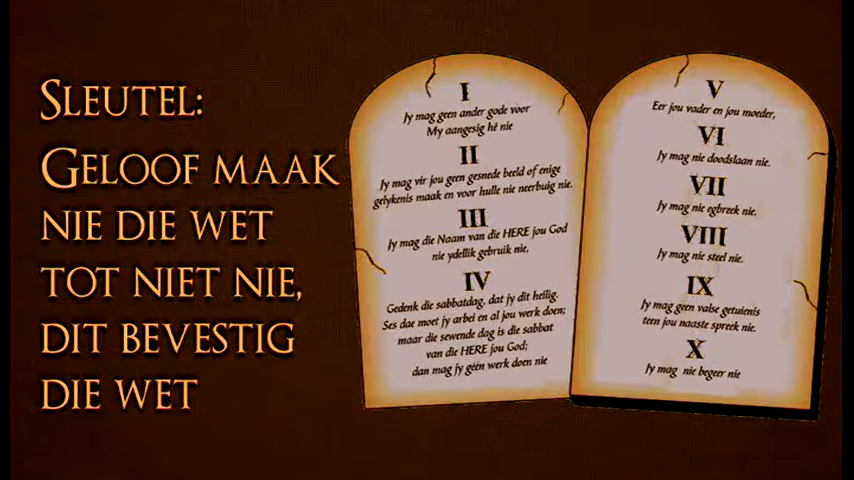 SLEUTEL:
GELOOF MAAK
NIE DIE WET
TOT NIET NIE,
DIT BEVESTIG
DIE WET
I
Jy mag geen ander gode voor
My aangesig hê nie
II
Jy mag vir jou geen gesnede beeld of enige
gelykenis maak en voor hulle nie neerbuig nie.
III
Jy mag die Naam van die HERE jou God
nie ydellik gebruik nie,
IV
Gedenk die sabbatdag, dat jy dit heilig.
Ses dae moet jy arbei en al jou werk doen;
maar die sewende dag is die sabbat
van die HERE jou God;
dan mag jy géén werk doen nie
V
Eer jou vader en jou moeder,
VI
Jy mag nie doodslaan nie.
VII
Jy mag nie egbreek nie.
VIII
Jy mag nie steel nie.
IX
Jy mag geen valse getuienis
teen jou naaste spreek nie.
X
Jy mag nie begeer nie